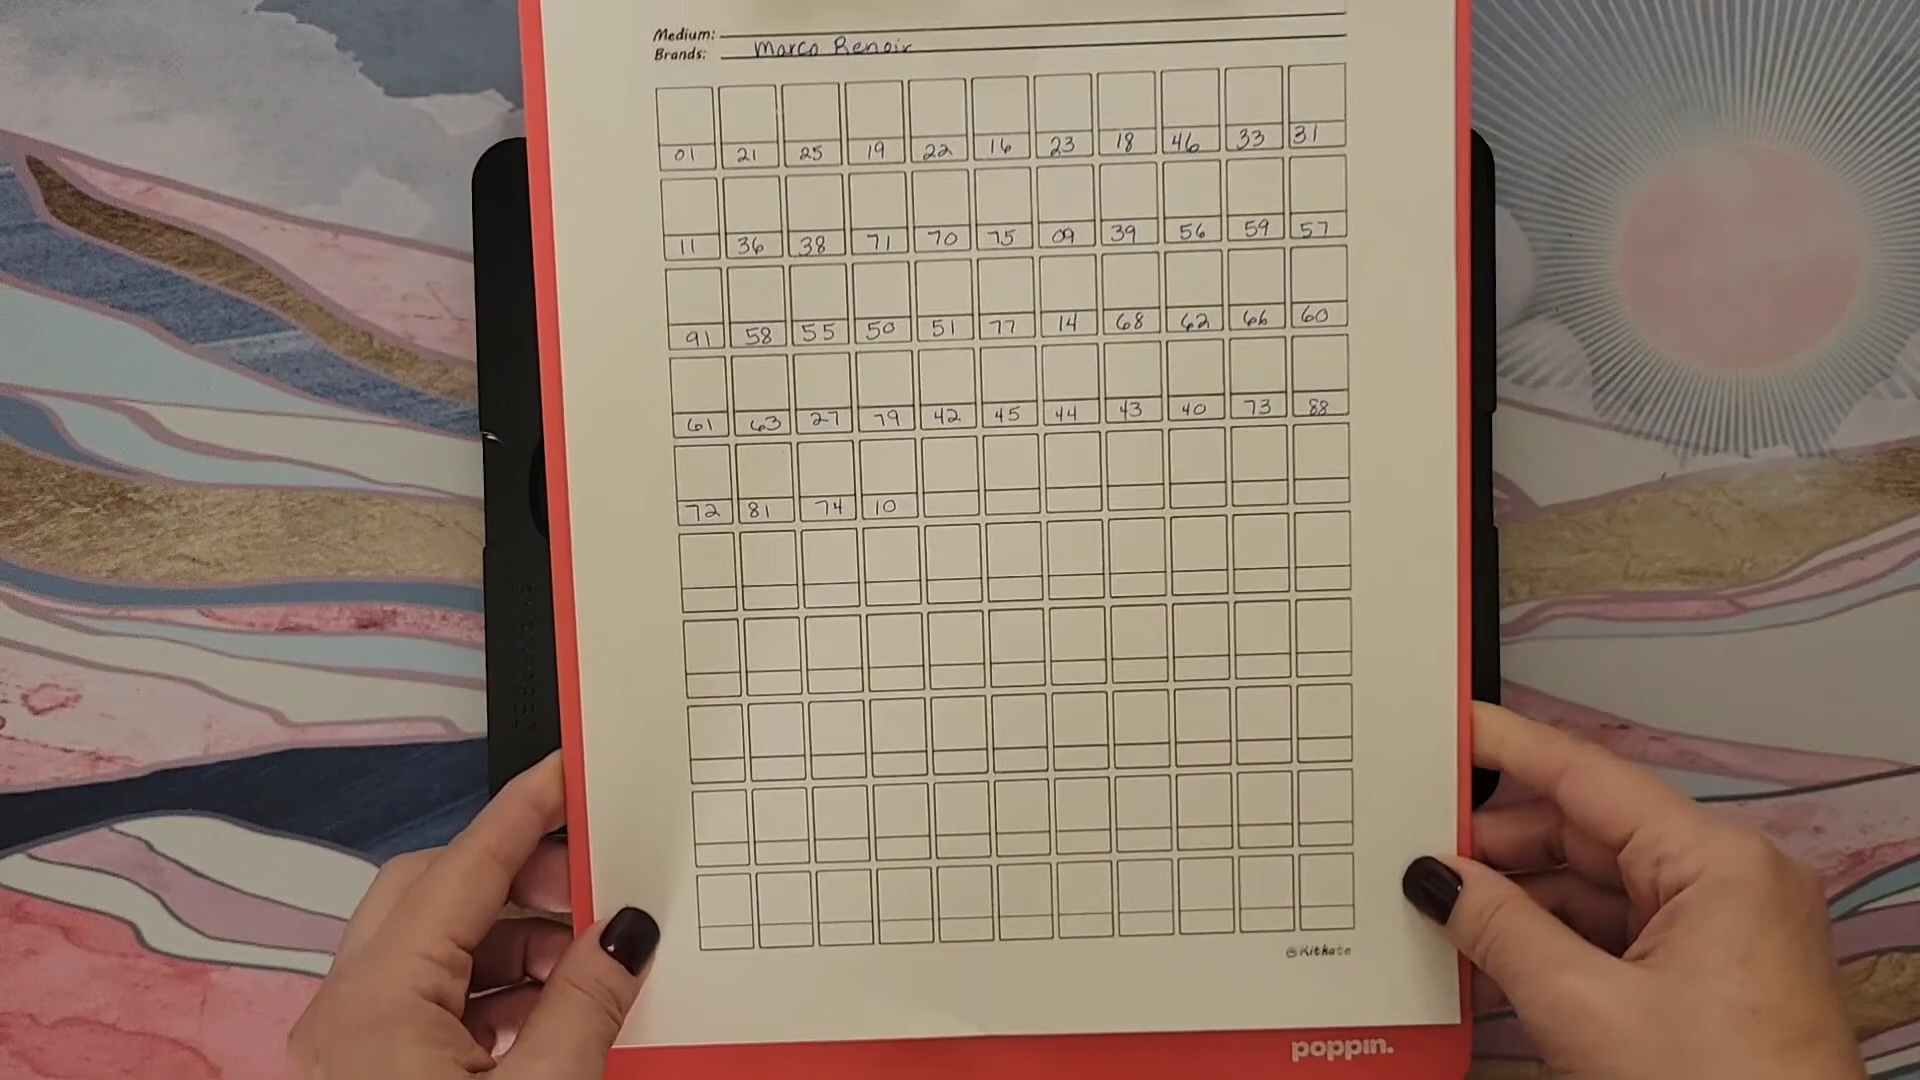 Medium:
Brands: Marco Renoir
01 21 25 19 22 16 23 18 46 33 31
11 36 38 71 70 75 09 39 56 59 57
91 58 55 50 51 77 14 68 62 66 60
61 63 27 79 42 45 44 43 40 73 88
72 81 74 10
©Kitkate
poppin.